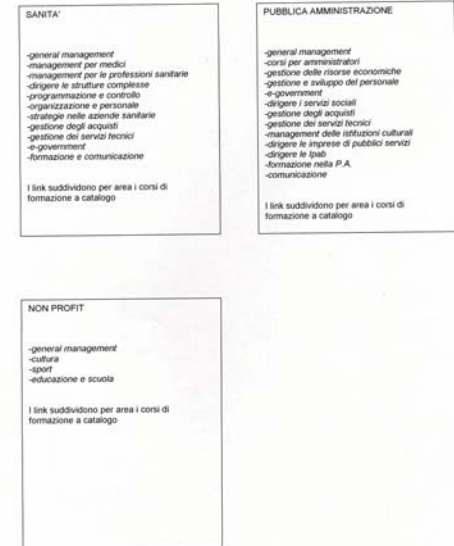 SANITA'
-general management
-management per medici
-management per le professioni sanitarie
-dirigere le strutture complesse
-programmazione e controllo
-organizzazione e personale
-strategie nelle aziende sanitarie
-gestione degli acquisti
-gestione dei servizi tecnici
-e-government
-formazione e comunicazione
I link suddividono per area i corsi di
formazione a catalogo
PUBBLICA AMMINISTRAZIONE
-general management
-corsi per amministratori
-gestione delle risorse economiche
-gestione e sviluppo del personale
-e-government
-dirigere i servizi sociali
-gestione degli acquisti
-gestione dei servizi tecnici
-management delle istituzioni culturali
-dirigere le imprese di pubblici servizi
-dirigere le Ipab
-formazione nella P.A.
-comunicazione
I link suddividono per area i corsi di
formazione a catalogo
NON PROFIT
-general management
-cultura
-sport
-educazione e scuola
I link suddividono per area i corsi di
formazione a catalogo